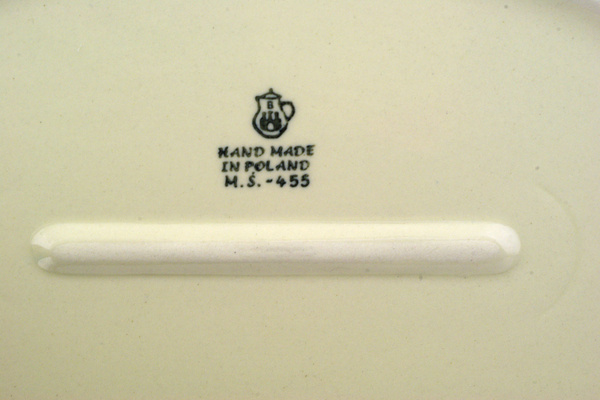 B
HAND MADE
IN POLAND
M.Ś.-455